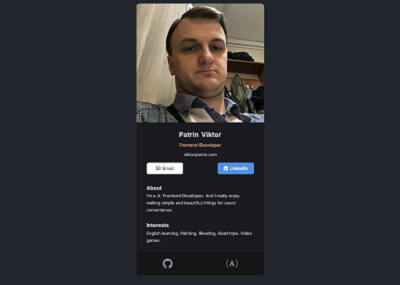 Patrin Viktor
Frontend Developer
viktorpatrin.com
Email
LinkedIn
About
I'm a Frontend Developer. And I really enjoy
making simple and beautiful things for users'
convenience.
Interests
English learning. Painting. Reading. Road trips. Video
games.
(A)